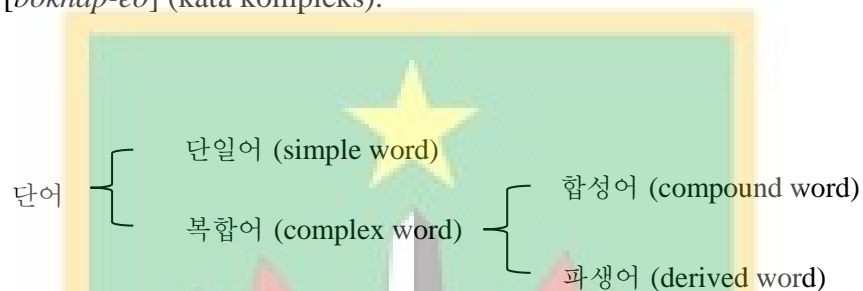 [bokhap-eo] (kata kompleks).
단일어 (simple word)
단어
합성어 (compound word)
복합어 (complex word)
파생어 (derived word)